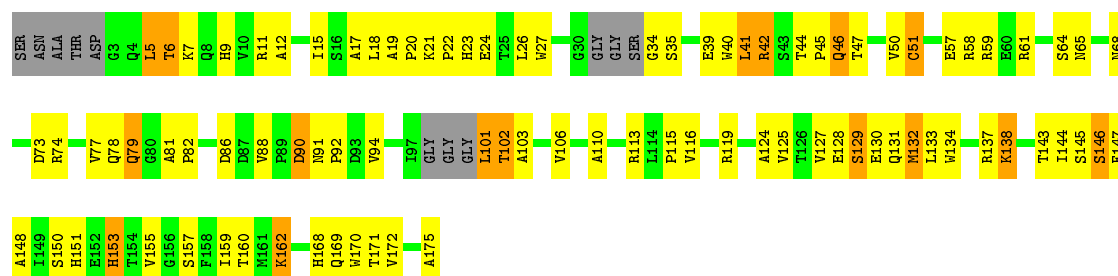 SER ASN ALA THR ASP G3 Q4 L5 T6 K7 Q8 H9 V10 R11 A12 I15 S16 A17 L18 A19 P20 K21 P22 H23 E24 T25 L26 W27 G30 GLY GLY SER G34 S35 E39 W40 L41 R42 S43 T44 P45 Q46 T47 V50 C51 E57 R58 R59 E60 R61 S64 N65
D73 R74 V77 Q78 Q79 G80 A81 P82 D86 D87 V88 P89 D90 N91 P92 D93 V94 I97 GLY GLY GLY L101 T102 A103 V106 A110 R113 L114 P115 V116 R119 A124 V125 T126 V127 E128 S129 E130 Q131 M132 L133 W134 R137 K138 T143 I144 S145 S146
A148 I149 S150 H151 E152 H153 T154 V155 G156 S157 F158 I159 T160 M161 K162 H168 Q169 W170 T171 V172 A175